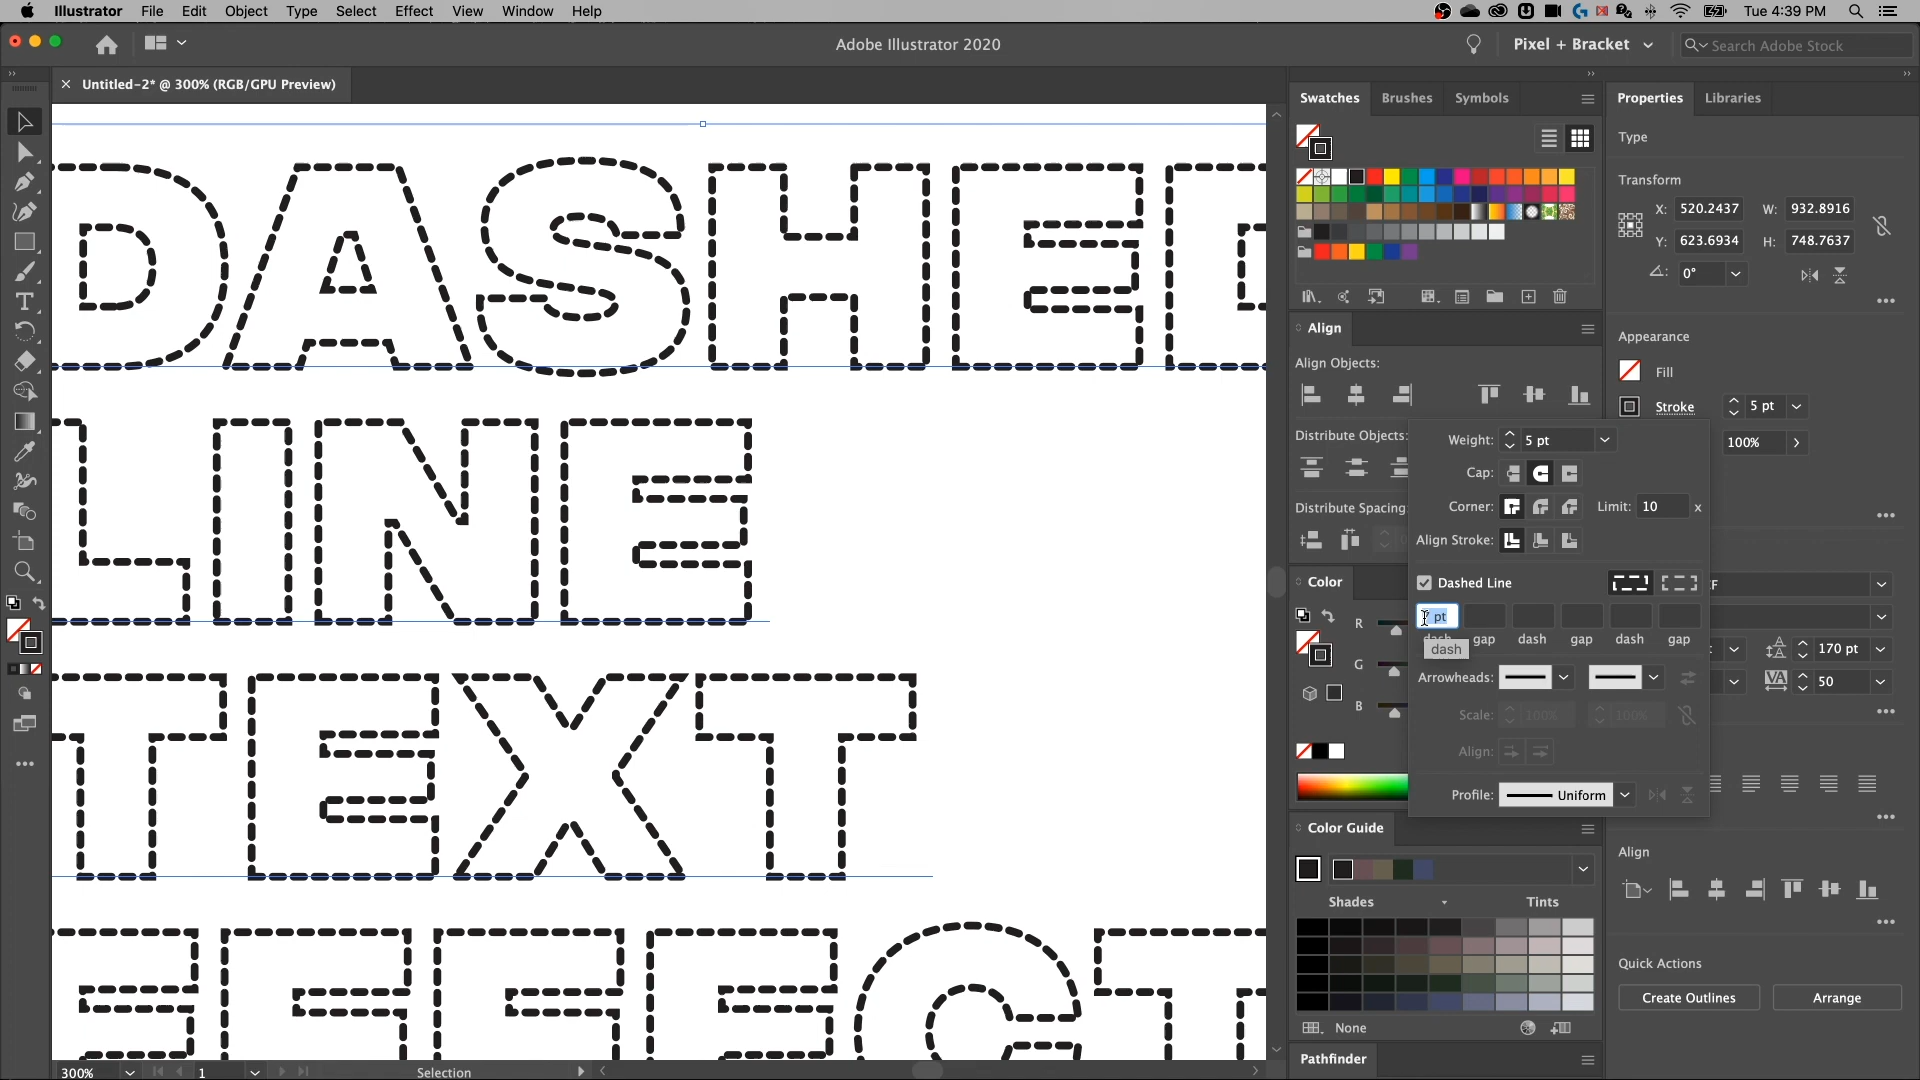 Illustrator File Edit Object Type Select Effect View Window Help Tue 4:39 PM
Adobe Illustrator 2020
Pixel + Bracket
Search Adobe Stock
Untitled-2* @ 300% (RGB/GPU Preview)
Swatches Brushes Symbols
Properties Libraries
Type
Transform
X: 520.2437 W: 932.8916
Y: 623.6934 H: 748.7637
0°
Align
Align Objects:
Appearance
Fill
Stroke 5 pt
Distribute Objects:
Weight: 5 pt
100%
Cap:
Distribute Spacing:
Corner: Limit: 10 x
Align Stroke:
Color
Dashed Line
pt
dash gap dash gap dash gap
dash
R
G
B
170 pt
50
Arrowheads:
Scale: 100% 100%
Align:
Profile: Uniform
Color Guide
Align
Shades Tints
Quick Actions
Create Outlines Arrange
None
Pathfinder
DASHED
LINE
TEXT
EFFECT
300% 1 Selection